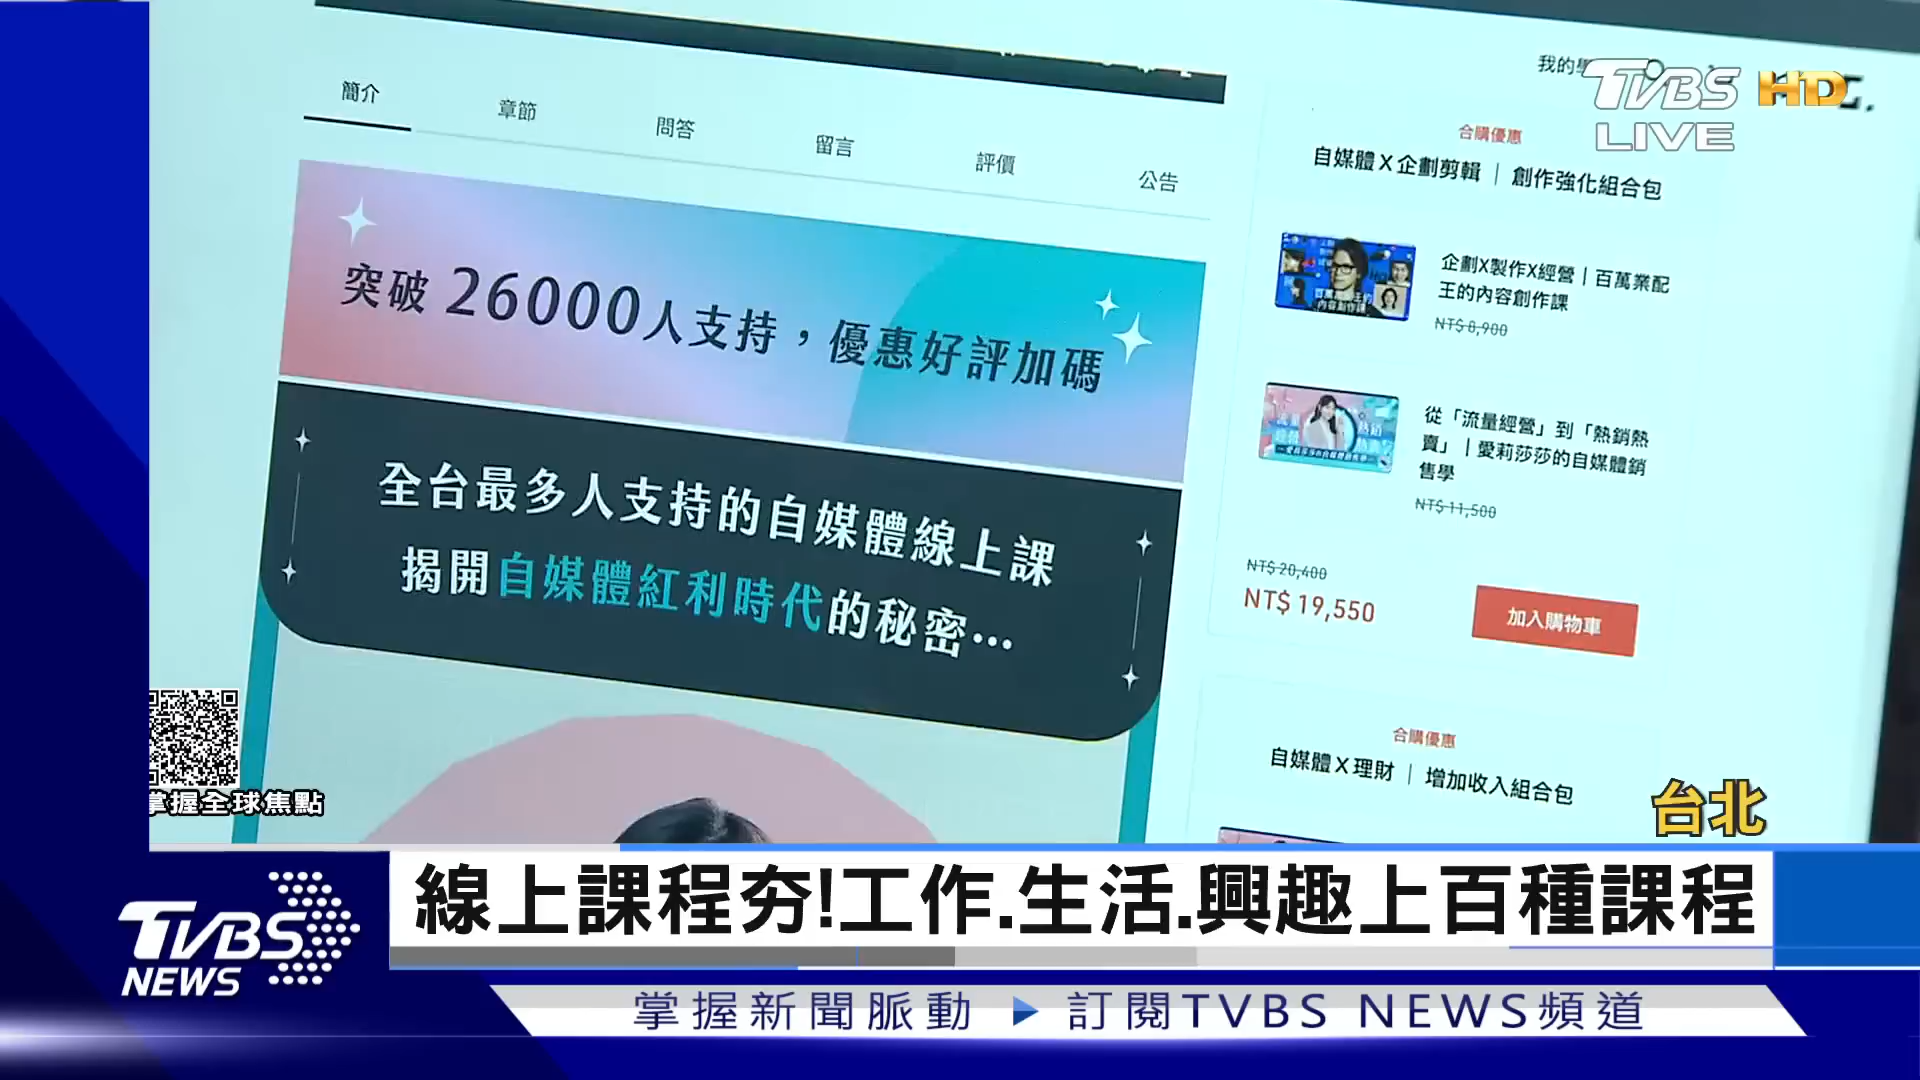 簡介
章節
問答
留言
評價
公告
突破 26000人支持，優惠好評加碼
全台最多人支持的自媒體線上課
揭開自媒體紅利時代的秘密…
我的學
TVBS HD
LIVE
合購優惠
自媒體X企劃剪輯｜創作強化組合包
企劃X製作X經營｜百萬業配
王的內容創作課
NT$ 8,900
從「流量經營」到「熱銷熱
賣」｜愛莉莎莎的自媒體銷
售學
NT$ 11,500
NT$ 20,400
NT$ 19,550
加入購物車
合購優惠
自媒體X理財｜增加收入組合包
掌握全球焦點
台北
線上課程夯!工作.生活.興趣上百種課程
TVBS
NEWS
掌握新聞脈動 ▶ 訂閱TVBS NEWS頻道